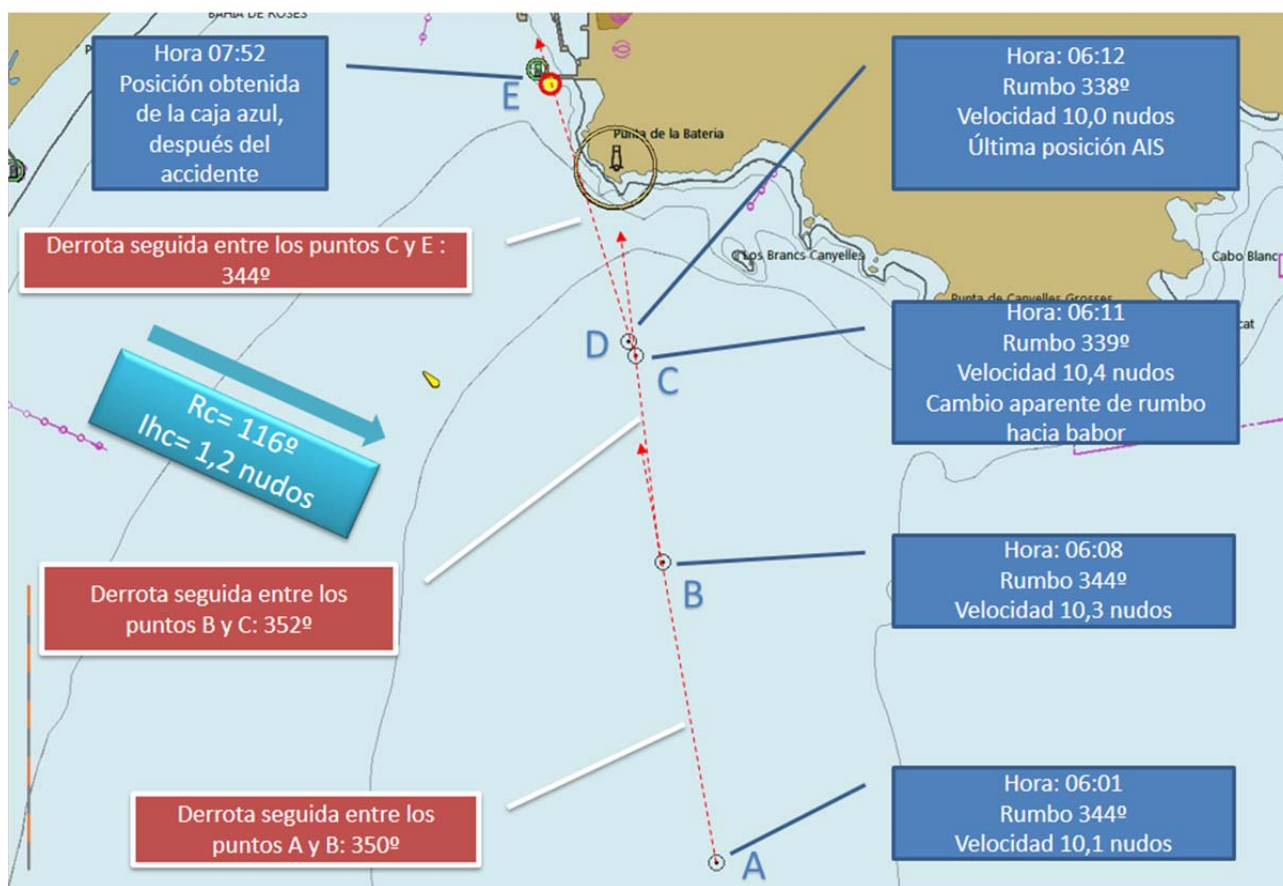 BAHIA DE ROSES
Hora 07:52
Posición obtenida
de la caja azul,
después del
accidente
E
Punta de la Bateria
Hora: 06:12
Rumbo 338º
Velocidad 10,0 nudos
Última posición AIS
Derrota seguida entre los puntos C y E :
344º
Los Brancs Canyelles
Cabo Blanc
Punta de Canyelles Grosses
D
C
Hora: 06:11
Rumbo 339º
Velocidad 10,4 nudos
Cambio aparente de rumbo
hacia babor
cat
Rc= 116º
Ihc= 1,2 nudos
B
Hora: 06:08
Rumbo 344º
Velocidad 10,3 nudos
Derrota seguida entre los
puntos B y C: 352º
Derrota seguida entre los
puntos A y B: 350º
A
Hora: 06:01
Rumbo 344º
Velocidad 10,1 nudos